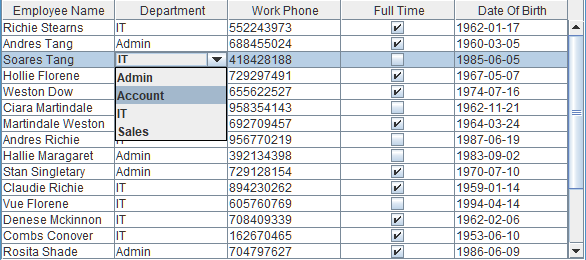 Employee Name Department Work Phone Full Time Date Of Birth
Richie Stearns IT 552243973 1962-01-17
Andres Tang Admin 688455024 1960-03-05
Soares Tang IT 418428188 1985-06-05
Hollie Florene Admin 729297491 1967-05-07
Weston Dow Account 655622527 1974-07-16
Ciara Martindale IT 958354143 1962-11-21
Martindale Weston Sales 692709457 1964-03-24
Andres Richie 956770219 1987-06-19
Hallie Maragaret Admin 392134398 1983-09-02
Stan Singletary Admin 729128154 1970-07-10
Claudie Richie IT 894230262 1959-01-14
Vue Florene IT 605760769 1994-04-14
Denese Mckinnon IT 708409339 1962-02-06
Combs Conover IT 162670465 1953-06-10
Rosita Shade Admin 704797627 1986-06-09